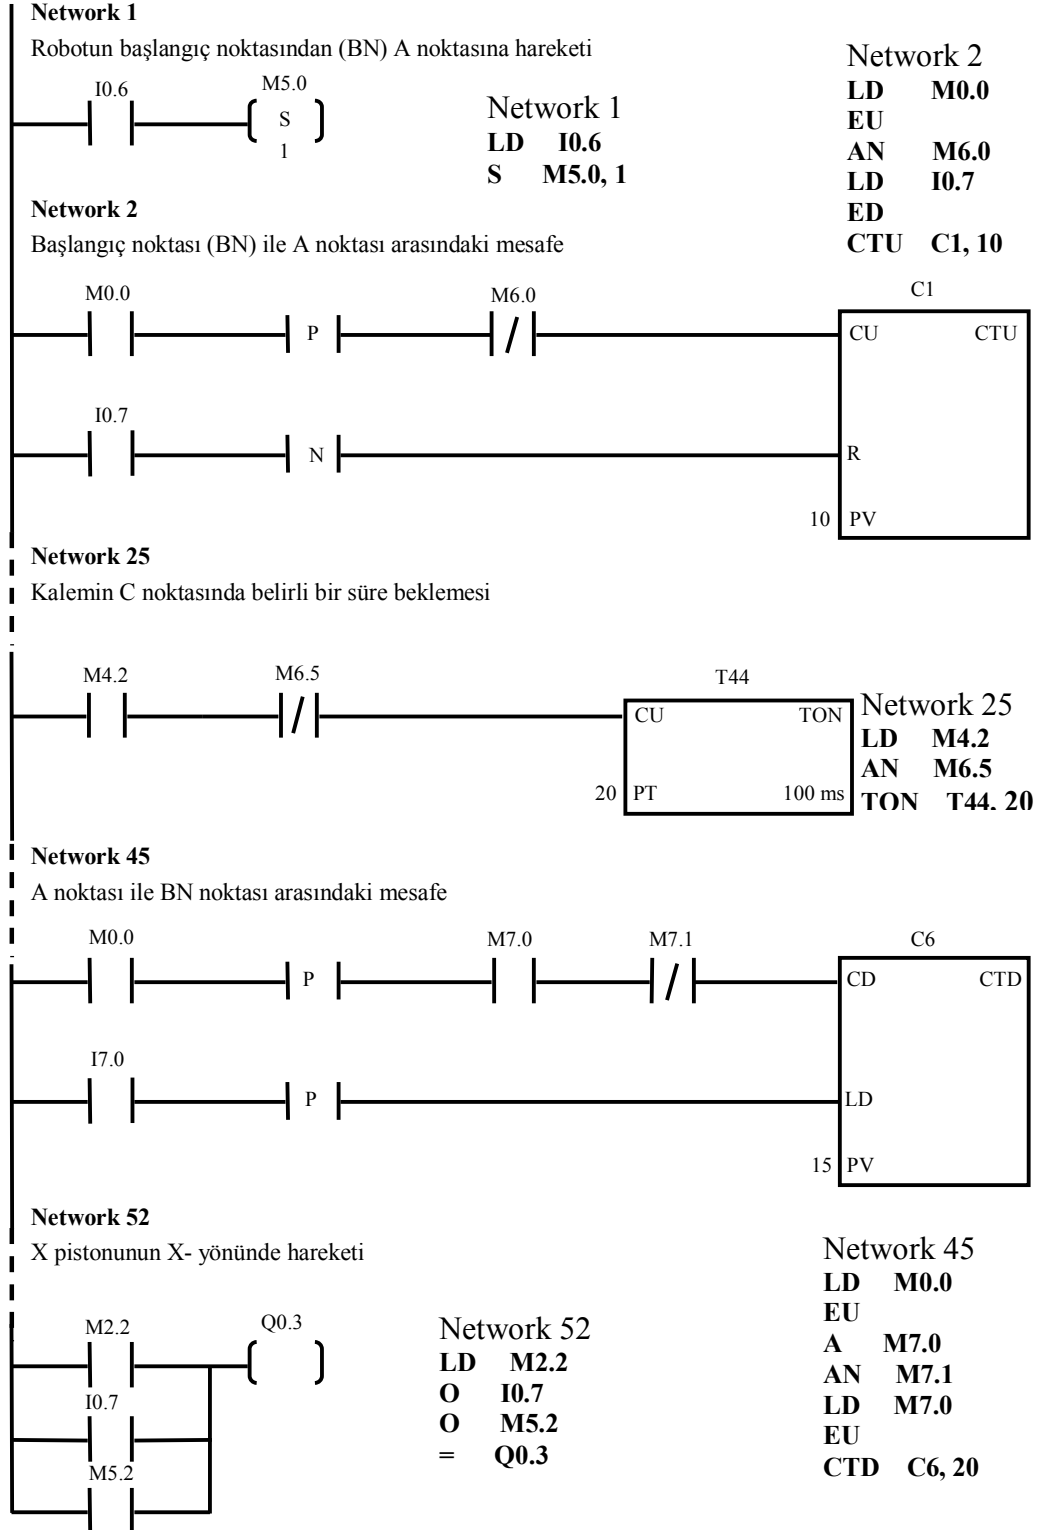 Network 1
Robotun başlangıç noktasından (BN) A noktasına hareketi
I0.6
M5.0
S
1
Network 1
LD I0.6
S M5.0, 1
Network 2
LD M0.0
EU
AN M6.0
LD I0.7
ED
CTU C1, 10
Network 2
Başlangıç noktası (BN) ile A noktası arasındaki mesafe
M0.0
P
M6.0
C1
CU CTU
I0.7
N
R
10 PV
Network 25
Kalemin C noktasında belirli bir süre beklemesi
M4.2
M6.5
T44
CU TON
20 PT 100 ms
Network 25
LD M4.2
AN M6.5
TON T44, 20
Network 45
A noktası ile BN noktası arasındaki mesafe
M0.0
P
M7.0
M7.1
C6
CD CTD
I7.0
P
LD
15 PV
Network 52
X pistonunun X- yönünde hareketi
M2.2
Q0.3
I0.7
M5.2
Network 52
LD M2.2
O I0.7
O M5.2
= Q0.3
Network 45
LD M0.0
EU
A M7.0
AN M7.1
LD M7.0
EU
CTD C6, 20